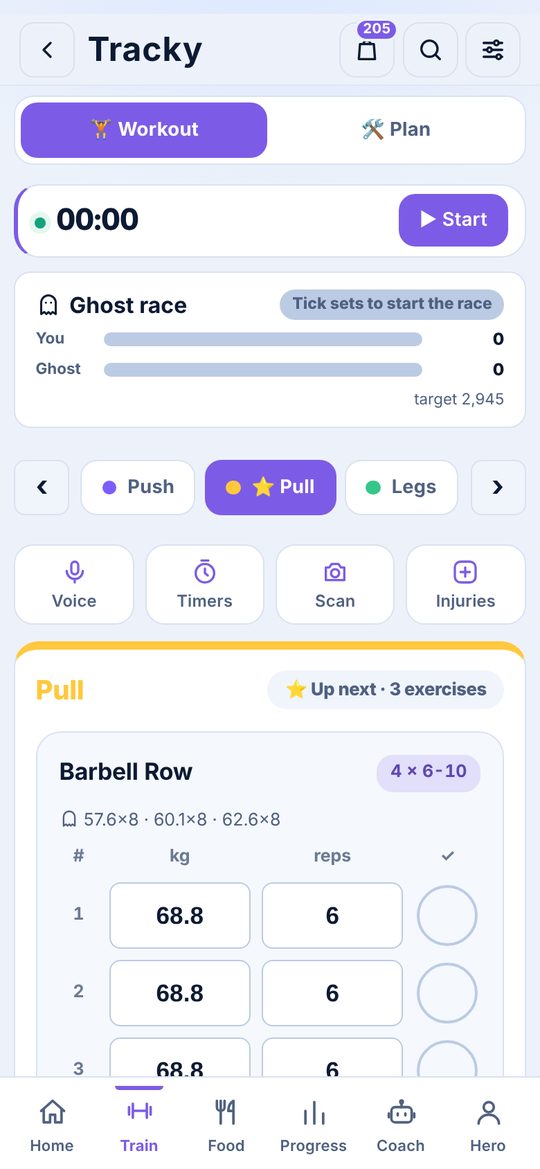 205
Tracky
🏋️ Workout
🛠️ Plan
00:00
▶ Start
Ghost race
Tick sets to start the race
You
0
Ghost
0
target 2,945
‹
Push
⭐ Pull
Legs
›
Voice
Timers
Scan
Injuries
Pull
⭐ Up next · 3 exercises
Barbell Row
4 × 6-10
57.6×8 · 60.1×8 · 62.6×8
# kg reps ✓
1 68.8 6
2 68.8 6
3 68.8 6
Home
Train
Food
Progress
Coach
Hero